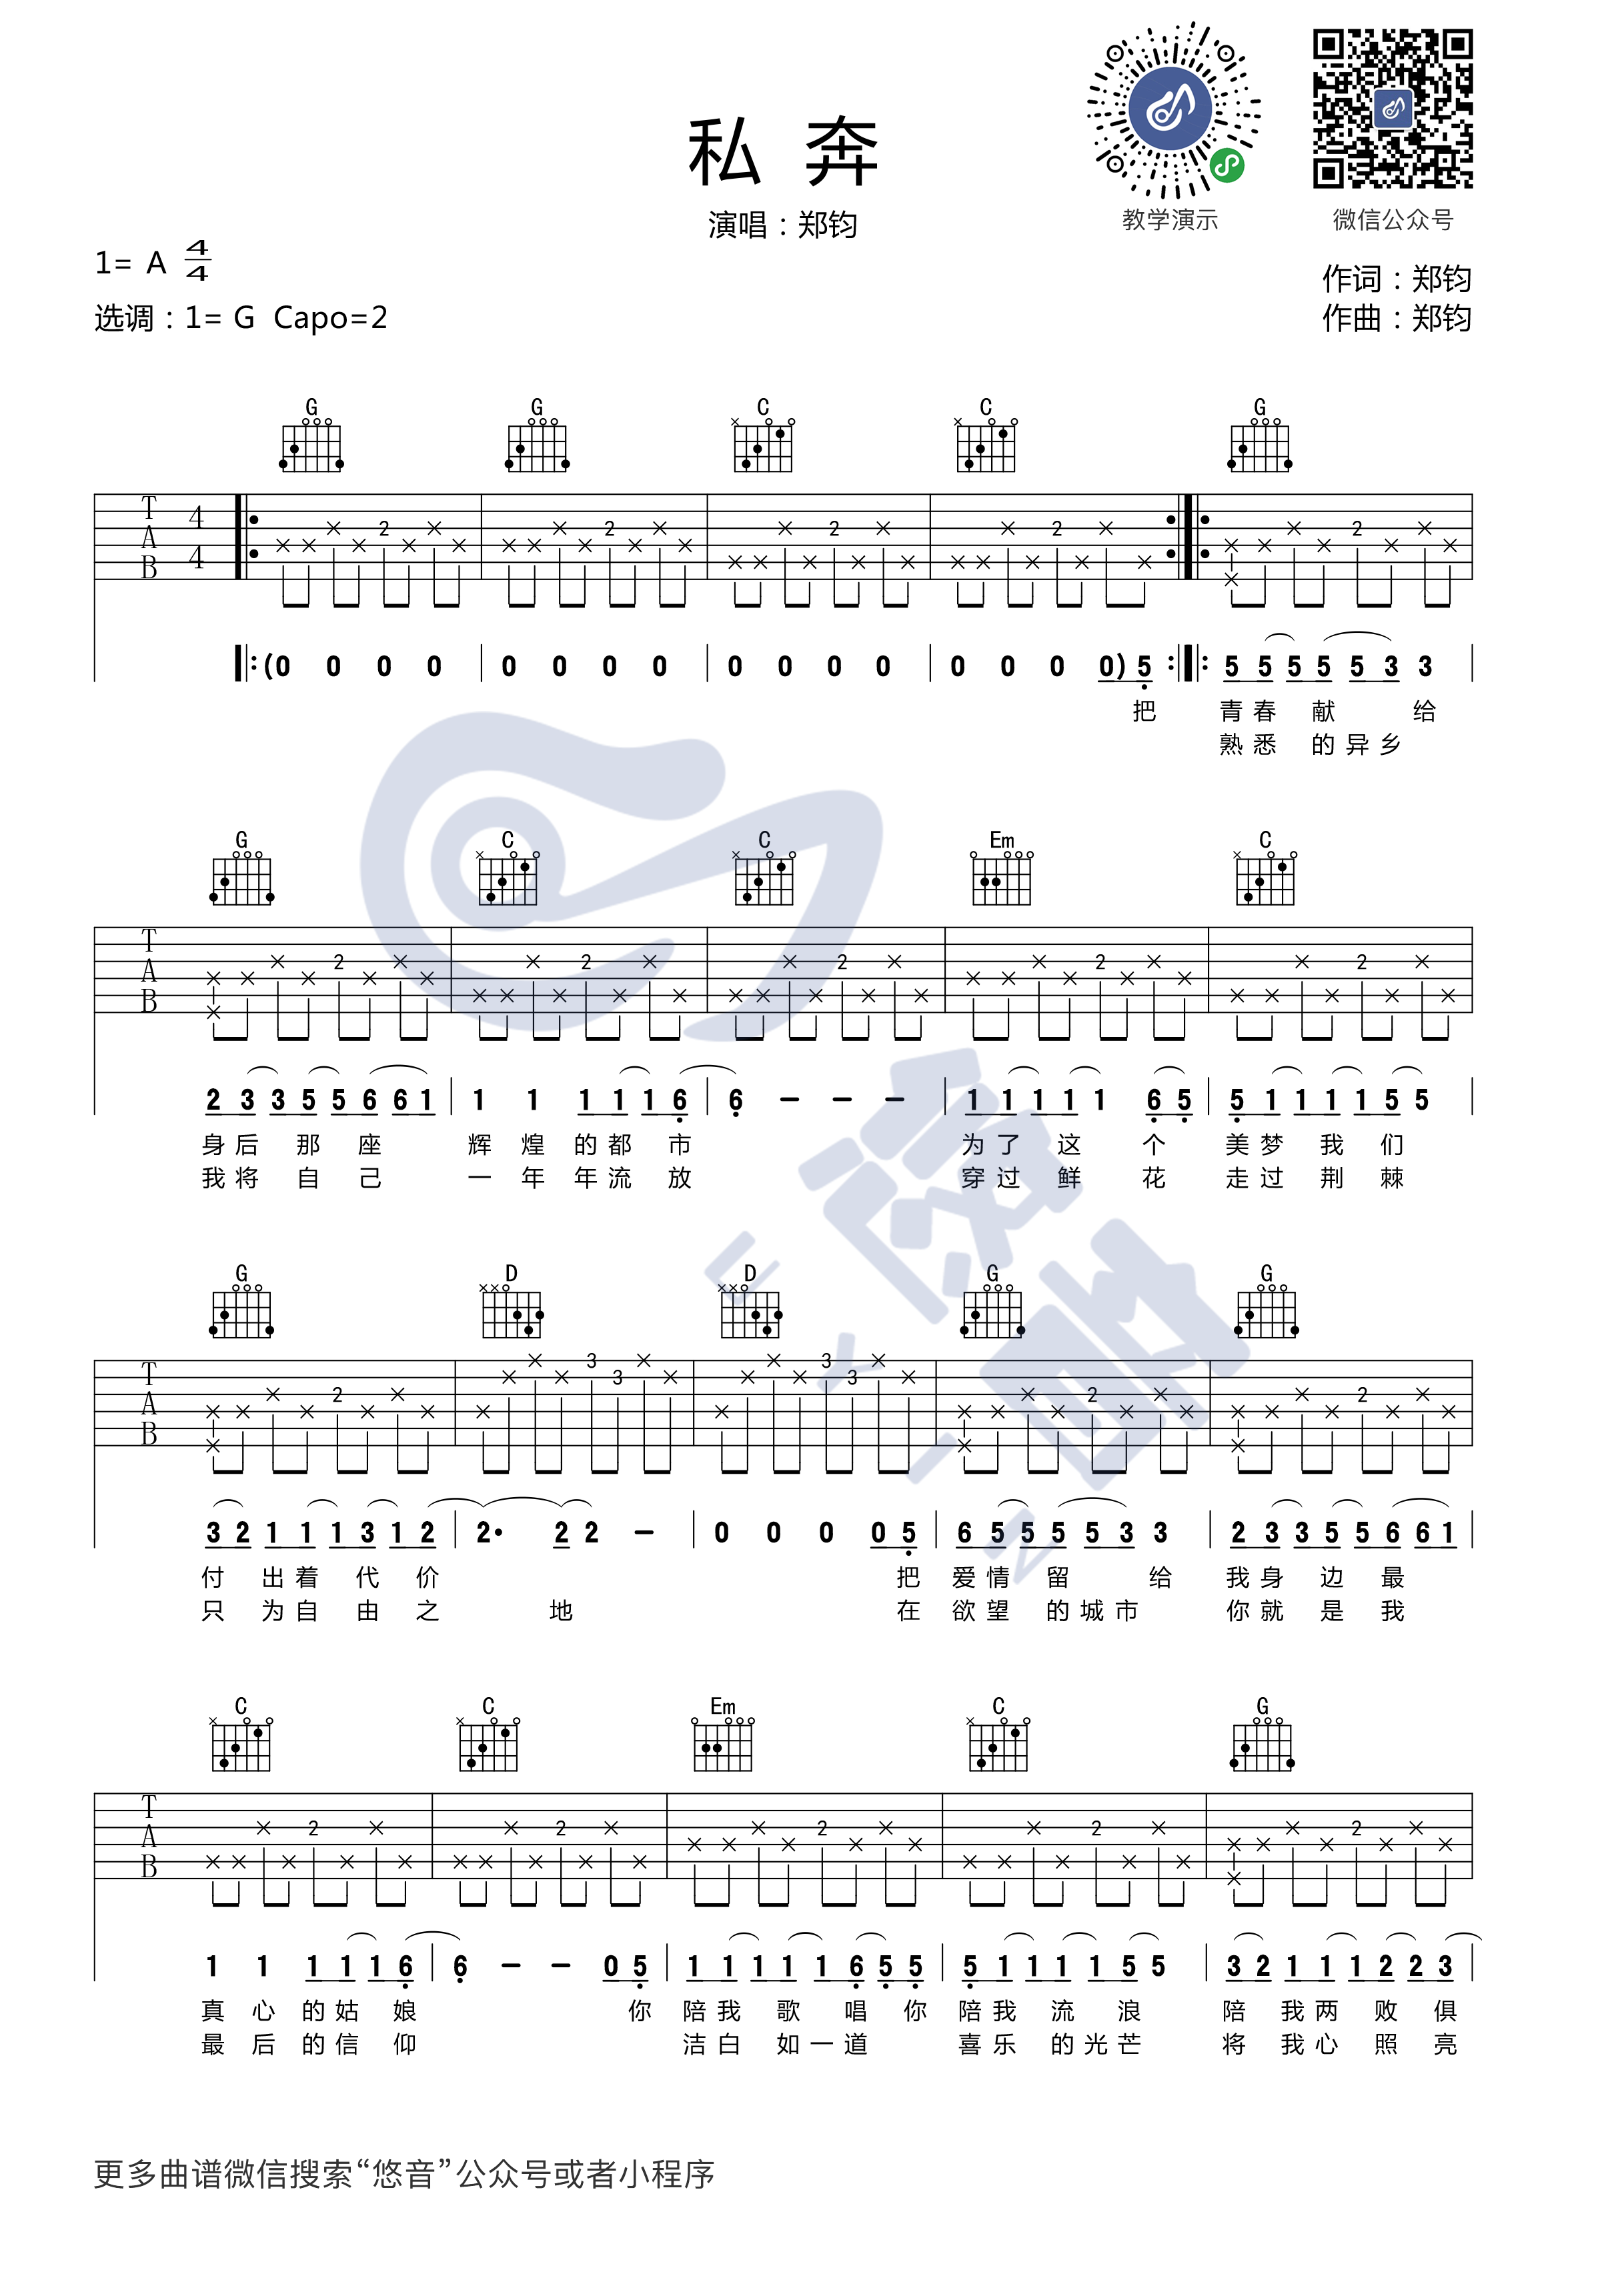 私 奔
演唱：郑钧
教学演示
微信公众号
1= A 4/4
选调：1= G Capo=2
作词：郑钧
作曲：郑钧
G G C C G
T A B 4 4 2 2 2 2 2
(0 0 0 0 | 0 0 0 0 | 0 0 0 0 | 0 0 0 0) 5 :‖: 5 5 5 5 5 3 3
把 青 春 献 给
熟 悉 的 异 乡
G C C Em C
T A B 2 2 2 2 2
2 3 3 5 5 6 6 1 | 1 1 1 1 1 6 | 6 – – – | 1 1 1 1 1 6 5 | 5 1 1 1 1 5 5
身 后 那 座 辉 煌 的 都 市 为 了 这 个 美 梦 我 们
我 将 自 己 一 年 年 流 放 穿 过 鲜 花 走 过 荆 棘
G D D G G
T A B 2 3 3 3 3 2 2
3 2 1 1 1 3 1 2 | 2· 2 2 – | 0 0 0 0 5 | 6 5 5 5 5 3 3 | 2 3 3 5 5 6 6 1
付 出 着 代 价 把 爱 情 留 给 我 身 边 最
只 为 自 由 之 地 在 欲 望 的 城 市 你 就 是 我
C C Em C G
T A B 2 2 2 2 2
1 1 1 1 1 6 | 6 – – 0 5 | 1 1 1 1 1 6 5 5 | 5 1 1 1 1 5 5 | 3 2 1 1 1 2 2 3
真 心 的 姑 娘 你 陪 我 歌 唱 你 陪 我 流 浪 陪 我 两 败 俱
最 后 的 信 仰 洁 白 如 一 道 喜 乐 的 光 芒 将 我 心 照 亮
悠音
UYIN
更多曲谱微信搜索“悠音”公众号或者小程序